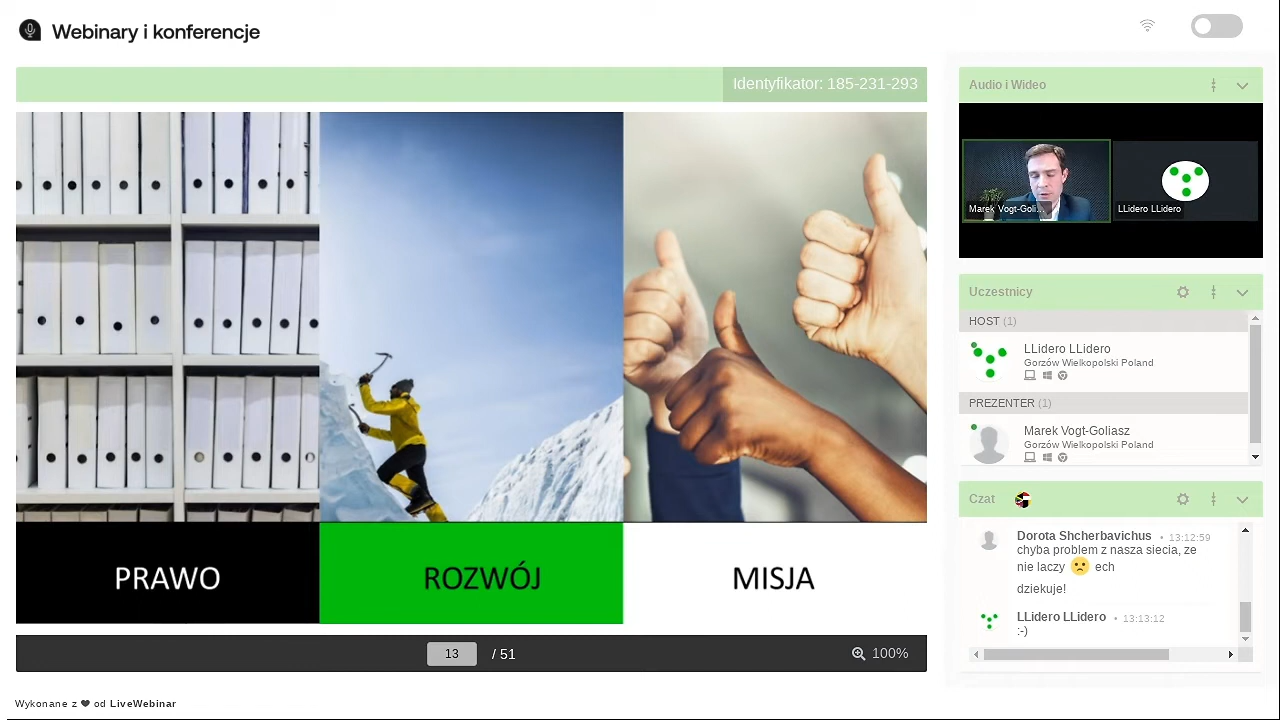 Webinary i konferencje
Identyfikator: 185-231-293
PRAWO
ROZWÓJ
MISJA
13 / 51
100%
Wykonane z ❤ od LiveWebinar
Audio i Wideo
Marek Vogt-Goli...
LLidero LLidero
Uczestnicy
HOST (1)
LLidero LLidero
Gorzów Wielkopolski Poland
PREZENTER (1)
Marek Vogt-Goliasz
Gorzów Wielkopolski Poland
Czat
Dorota Shcherbavichus • 13:12:59
chyba problem z nasza siecia, ze
nie laczy 🙁 ech
dziekuje!
LLidero LLidero • 13:13:12
:-)